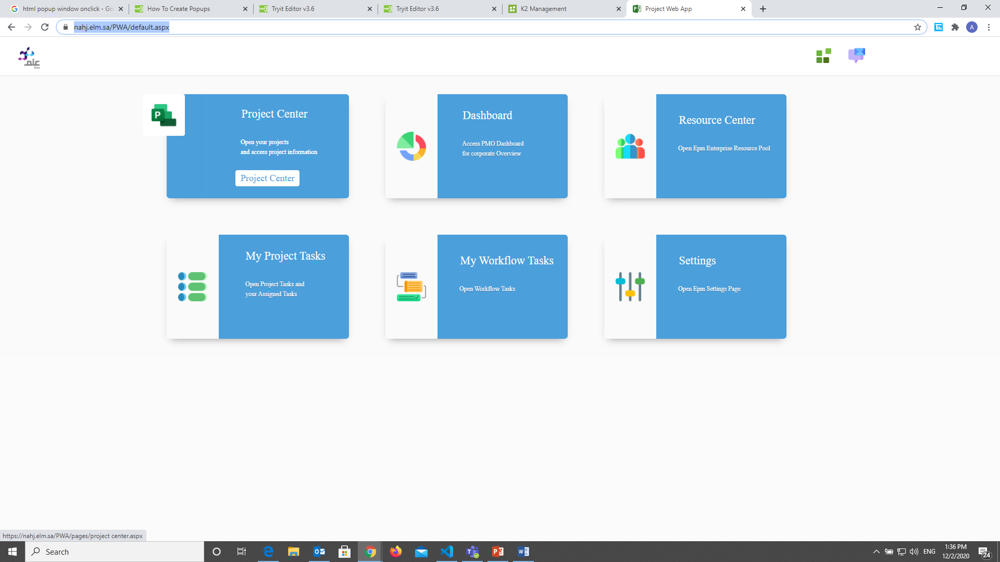 html popup window onclick - Go
How To Create Popups
Tryit Editor v3.6
Tryit Editor v3.6
K2 Management
Project Web App
nahj.elm.sa/PWA/default.aspx
A
علم
Elm
P
Project Center
Open your projects
and access project information
Project Center
Dashboard
Access PMO Dashboard
for corporate Overview
Resource Center
Open Epm Enterprise Resource Pool
My Project Tasks
Open Project Tasks and
your Assigned Tasks
My Workflow Tasks
Open Workflow Tasks
Settings
Open Epm Settings Page
https://nahj.elm.sa/PWA/pages/project center.aspx
Search
ENG
1:36 PM
12/2/2020
24